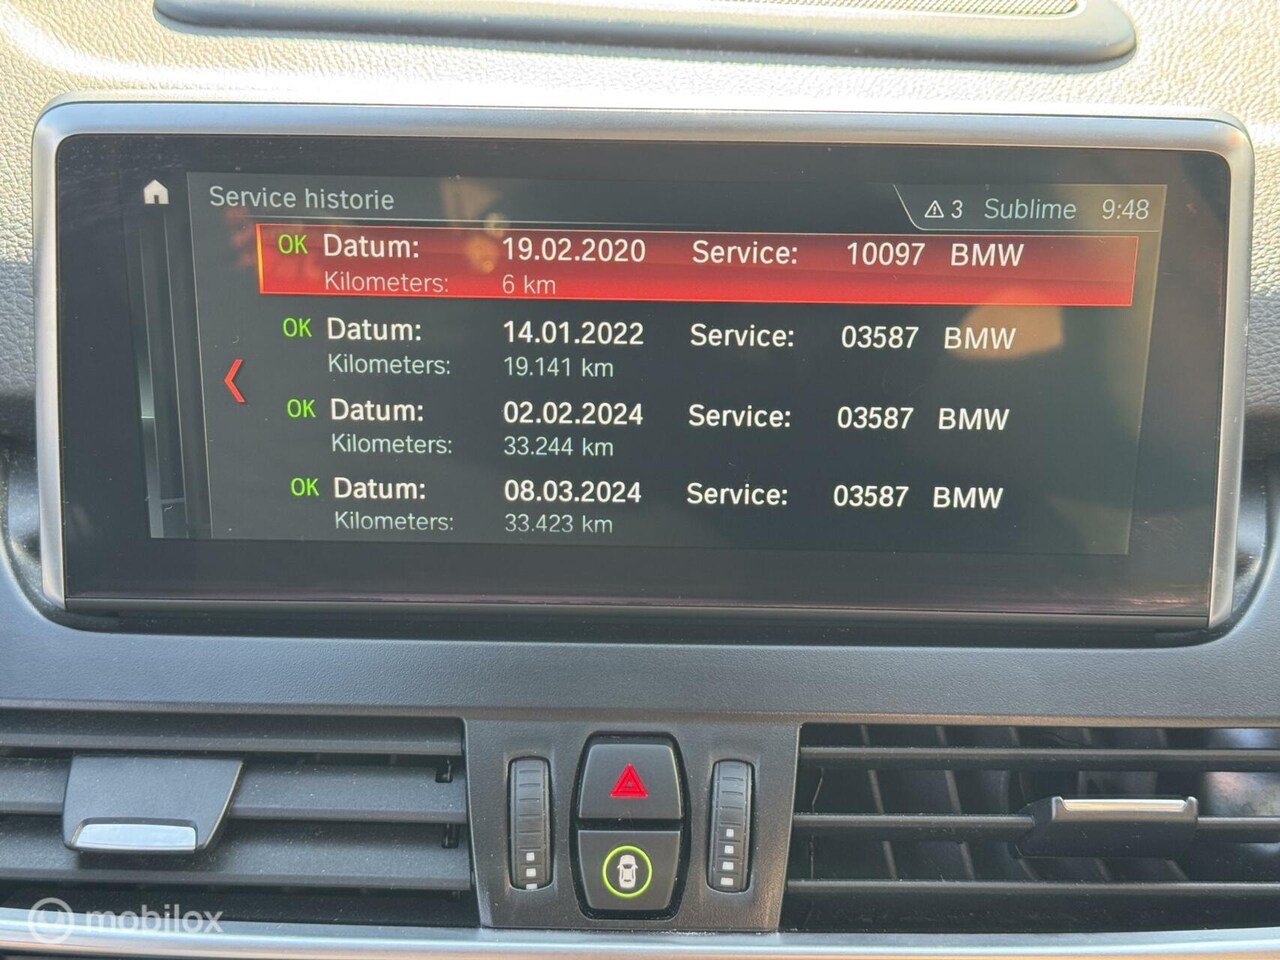 Service historie
3 Sublime 9:48
OK Datum: 19.02.2020 Service: 10097 BMW
Kilometers: 6 km
OK Datum: 14.01.2022 Service: 03587 BMW
Kilometers: 19.141 km
OK Datum: 02.02.2024 Service: 03587 BMW
Kilometers: 33.244 km
OK Datum: 08.03.2024 Service: 03587 BMW
Kilometers: 33.423 km
mobilox